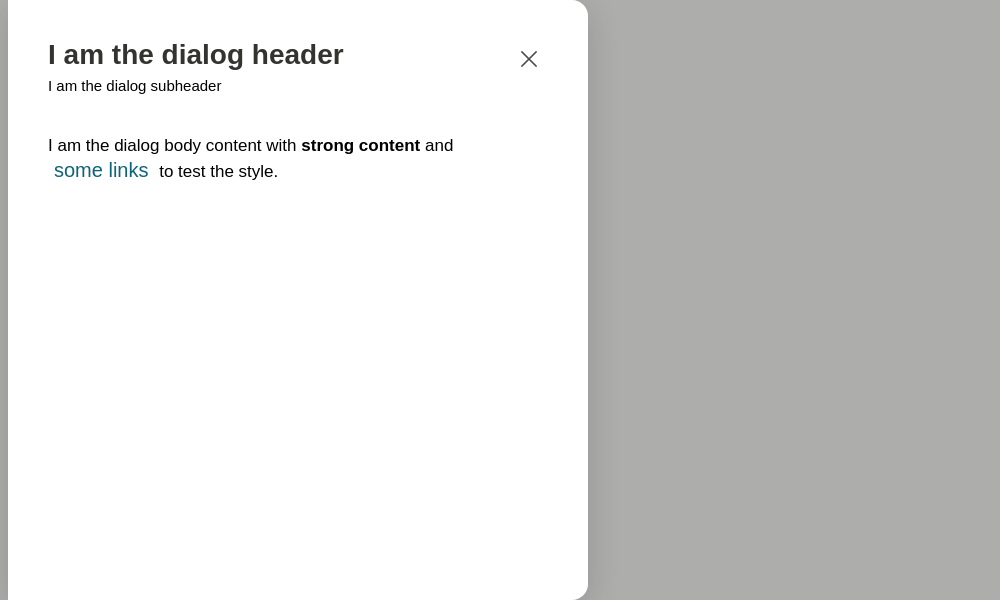 I am the dialog header
I am the dialog subheader
I am the dialog body content with strong content and
some links to test the style.